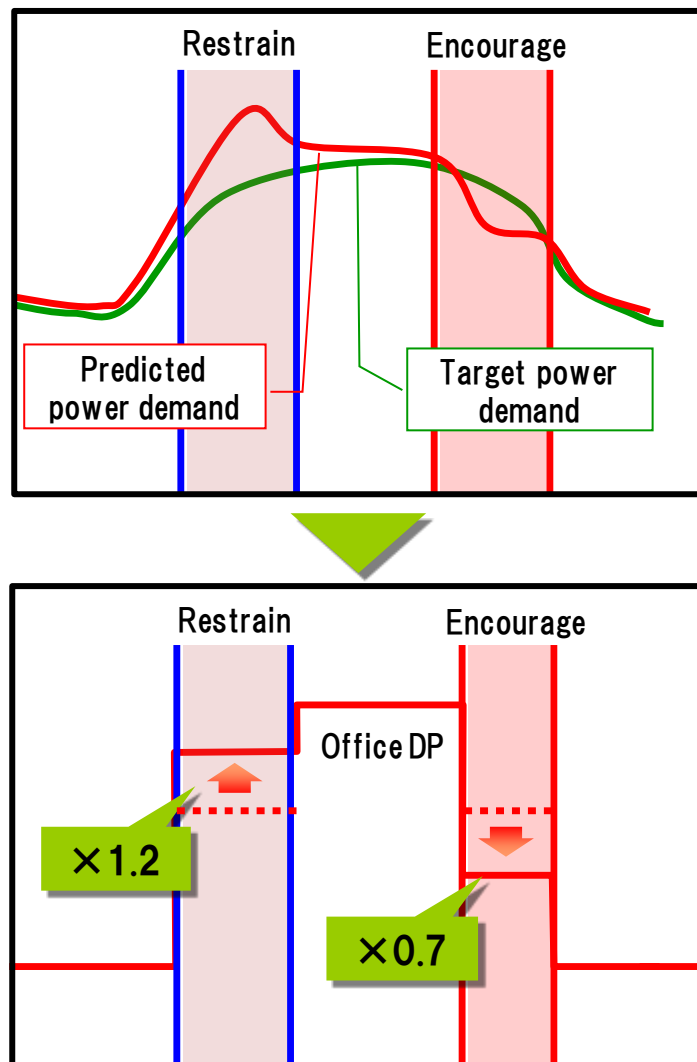 Restrain
Encourage
Predicted
power demand
Target power
demand
Restrain
Encourage
Office DP
×1.2
×0.7